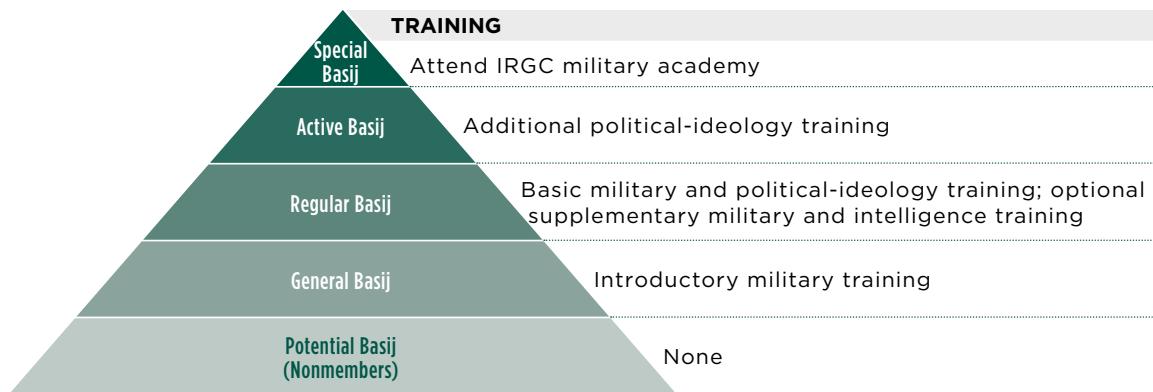 TRAINING
Special
Basij
Attend IRGC military academy
Active Basij
Additional political-ideology training
Regular Basij
Basic military and political-ideology training; optional
supplementary military and intelligence training
General Basij
Introductory military training
Potential Basij
(Nonmembers)
None